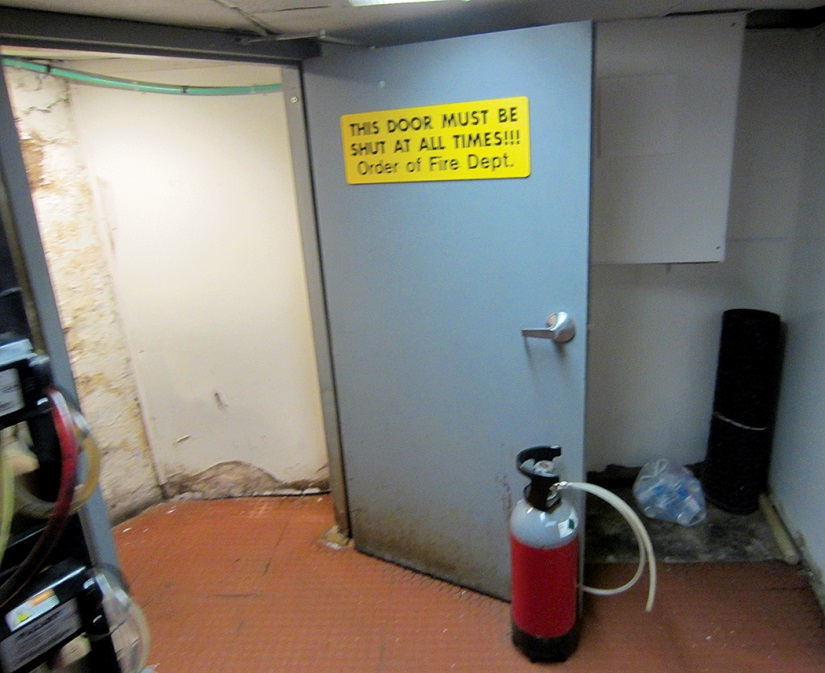 THIS DOOR MUST BE
SHUT AT ALL TIMES!!!
Order of Fire Dept.